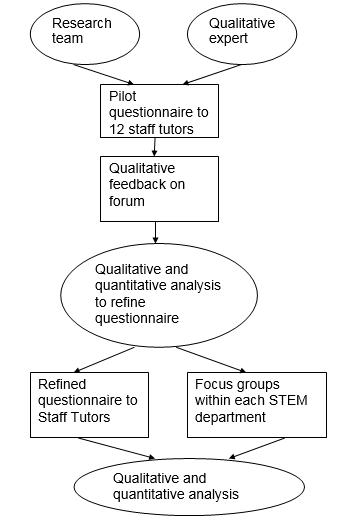 Research
team
Qualitative
expert
Pilot
questionnaire to
12 staff tutors
Qualitative
feedback on
forum
Qualitative and
quantitative analysis
to refine
questionnaire
Refined
questionnaire to
Staff Tutors
Focus groups
within each STEM
department
Qualitative and
quantitative analysis